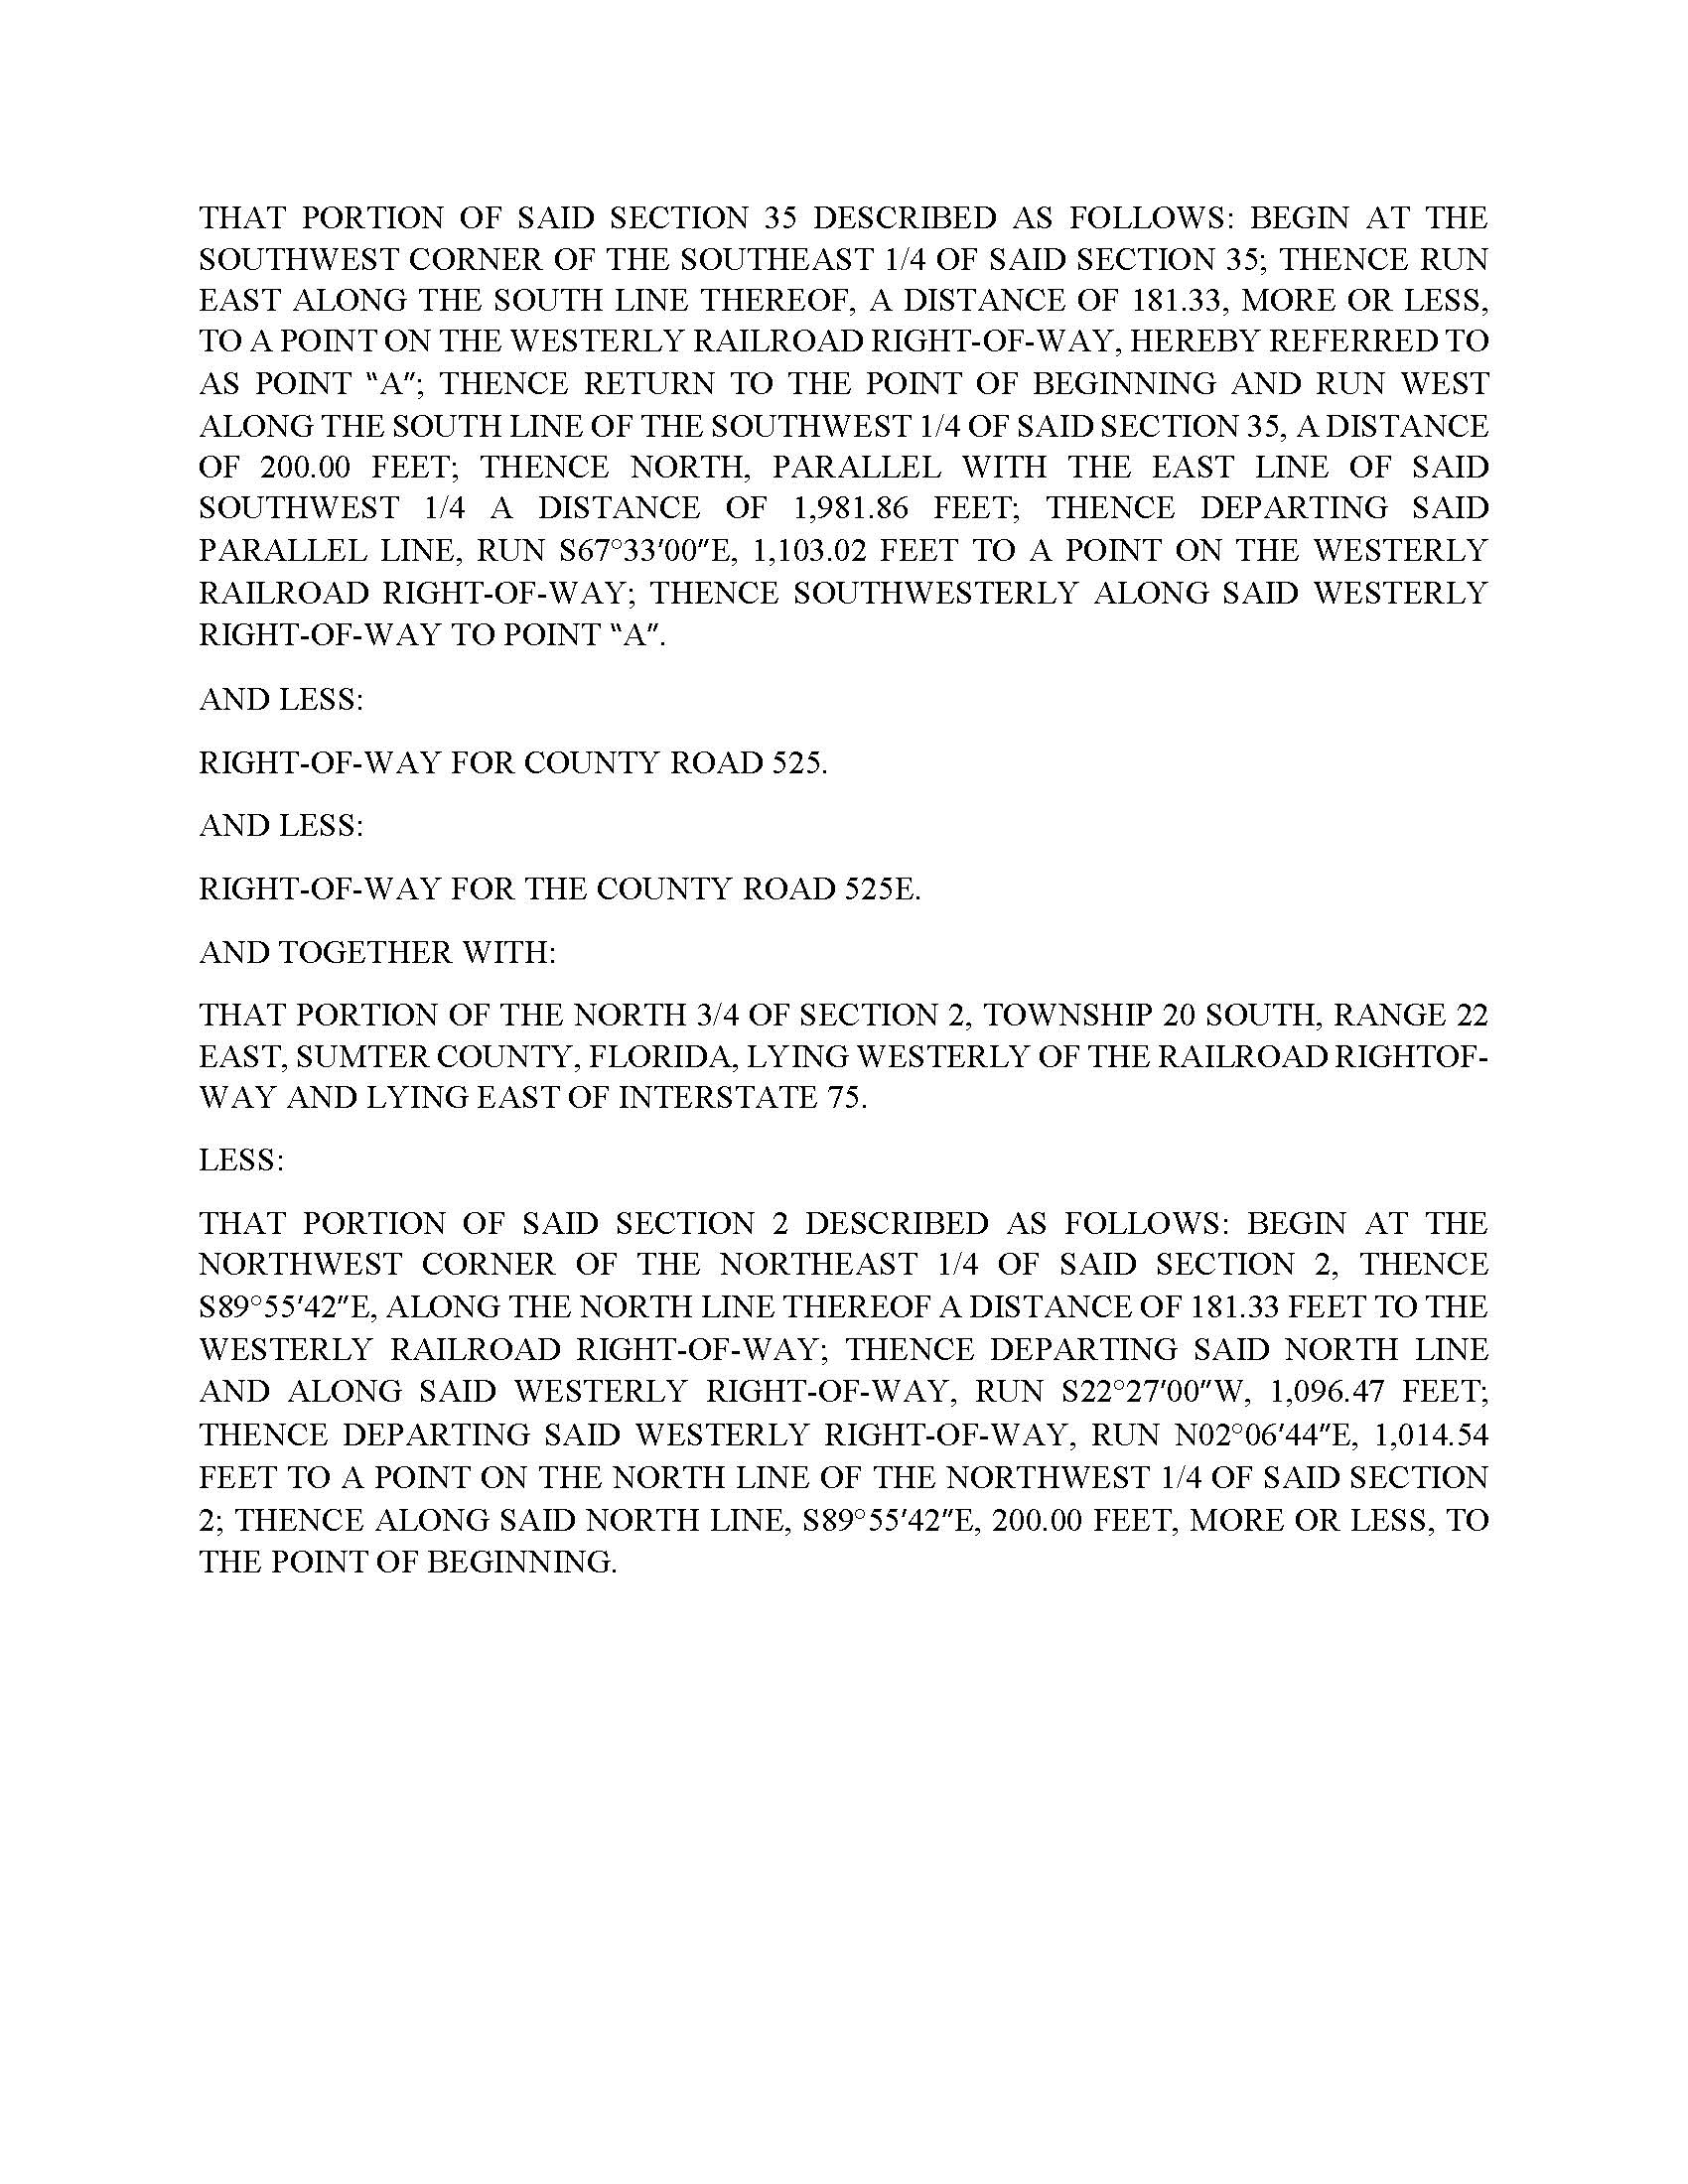 THAT PORTION OF SAID SECTION 35 DESCRIBED AS FOLLOWS: BEGIN AT THE
SOUTHWEST CORNER OF THE SOUTHEAST 1/4 OF SAID SECTION 35; THENCE RUN
EAST ALONG THE SOUTH LINE THEREOF, A DISTANCE OF 181.33, MORE OR LESS,
TO A POINT ON THE WESTERLY RAILROAD RIGHT-OF-WAY, HEREBY REFERRED TO
AS POINT “A”; THENCE RETURN TO THE POINT OF BEGINNING AND RUN WEST
ALONG THE SOUTH LINE OF THE SOUTHWEST 1/4 OF SAID SECTION 35, A DISTANCE
OF 200.00 FEET; THENCE NORTH, PARALLEL WITH THE EAST LINE OF SAID
SOUTHWEST 1/4 A DISTANCE OF 1,981.86 FEET; THENCE DEPARTING SAID
PARALLEL LINE, RUN S67°33′00″E, 1,103.02 FEET TO A POINT ON THE WESTERLY
RAILROAD RIGHT-OF-WAY; THENCE SOUTHWESTERLY ALONG SAID WESTERLY
RIGHT-OF-WAY TO POINT “A”.
AND LESS:
RIGHT-OF-WAY FOR COUNTY ROAD 525.
AND LESS:
RIGHT-OF-WAY FOR THE COUNTY ROAD 525E.
AND TOGETHER WITH:
THAT PORTION OF THE NORTH 3/4 OF SECTION 2, TOWNSHIP 20 SOUTH, RANGE 22
EAST, SUMTER COUNTY, FLORIDA, LYING WESTERLY OF THE RAILROAD RIGHTOF-
WAY AND LYING EAST OF INTERSTATE 75.
LESS:
THAT PORTION OF SAID SECTION 2 DESCRIBED AS FOLLOWS: BEGIN AT THE
NORTHWEST CORNER OF THE NORTHEAST 1/4 OF SAID SECTION 2, THENCE
S89°55′42″E, ALONG THE NORTH LINE THEREOF A DISTANCE OF 181.33 FEET TO THE
WESTERLY RAILROAD RIGHT-OF-WAY; THENCE DEPARTING SAID NORTH LINE
AND ALONG SAID WESTERLY RIGHT-OF-WAY, RUN S22°27′00″W, 1,096.47 FEET;
THENCE DEPARTING SAID WESTERLY RIGHT-OF-WAY, RUN N02°06′44″E, 1,014.54
FEET TO A POINT ON THE NORTH LINE OF THE NORTHWEST 1/4 OF SAID SECTION
2; THENCE ALONG SAID NORTH LINE, S89°55′42″E, 200.00 FEET, MORE OR LESS, TO
THE POINT OF BEGINNING.